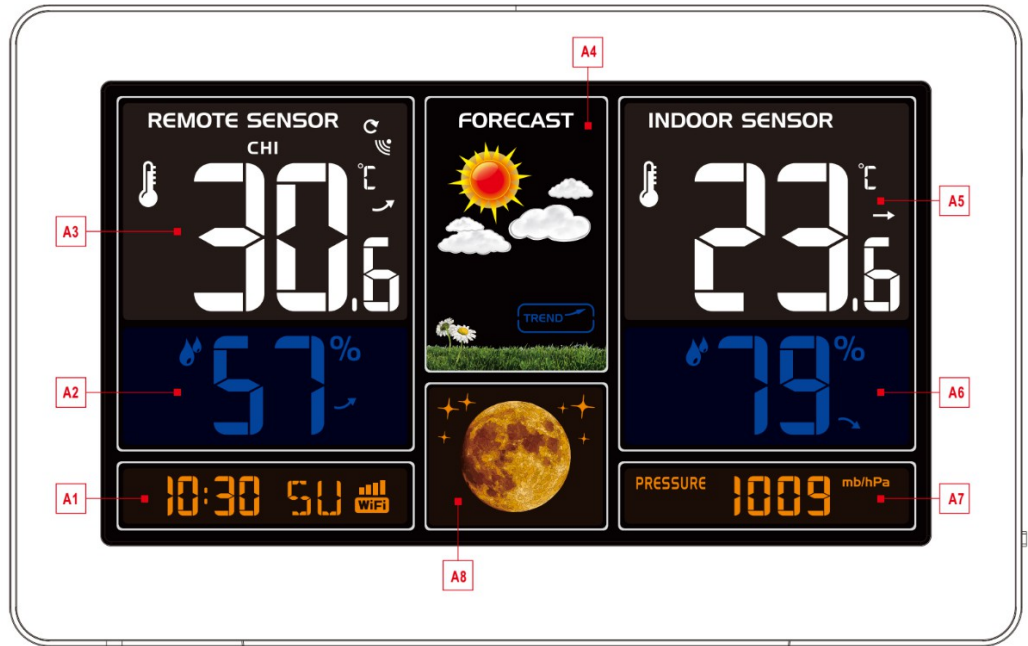 A4
REMOTE SENSOR
CHI
30.6 °C
A3
57 %
A2
10:30 SU WiFi
A1
FORECAST
TREND
A8
INDOOR SENSOR
23.6 °C
A5
79 %
A6
PRESSURE 1009 mb/hPa
A7